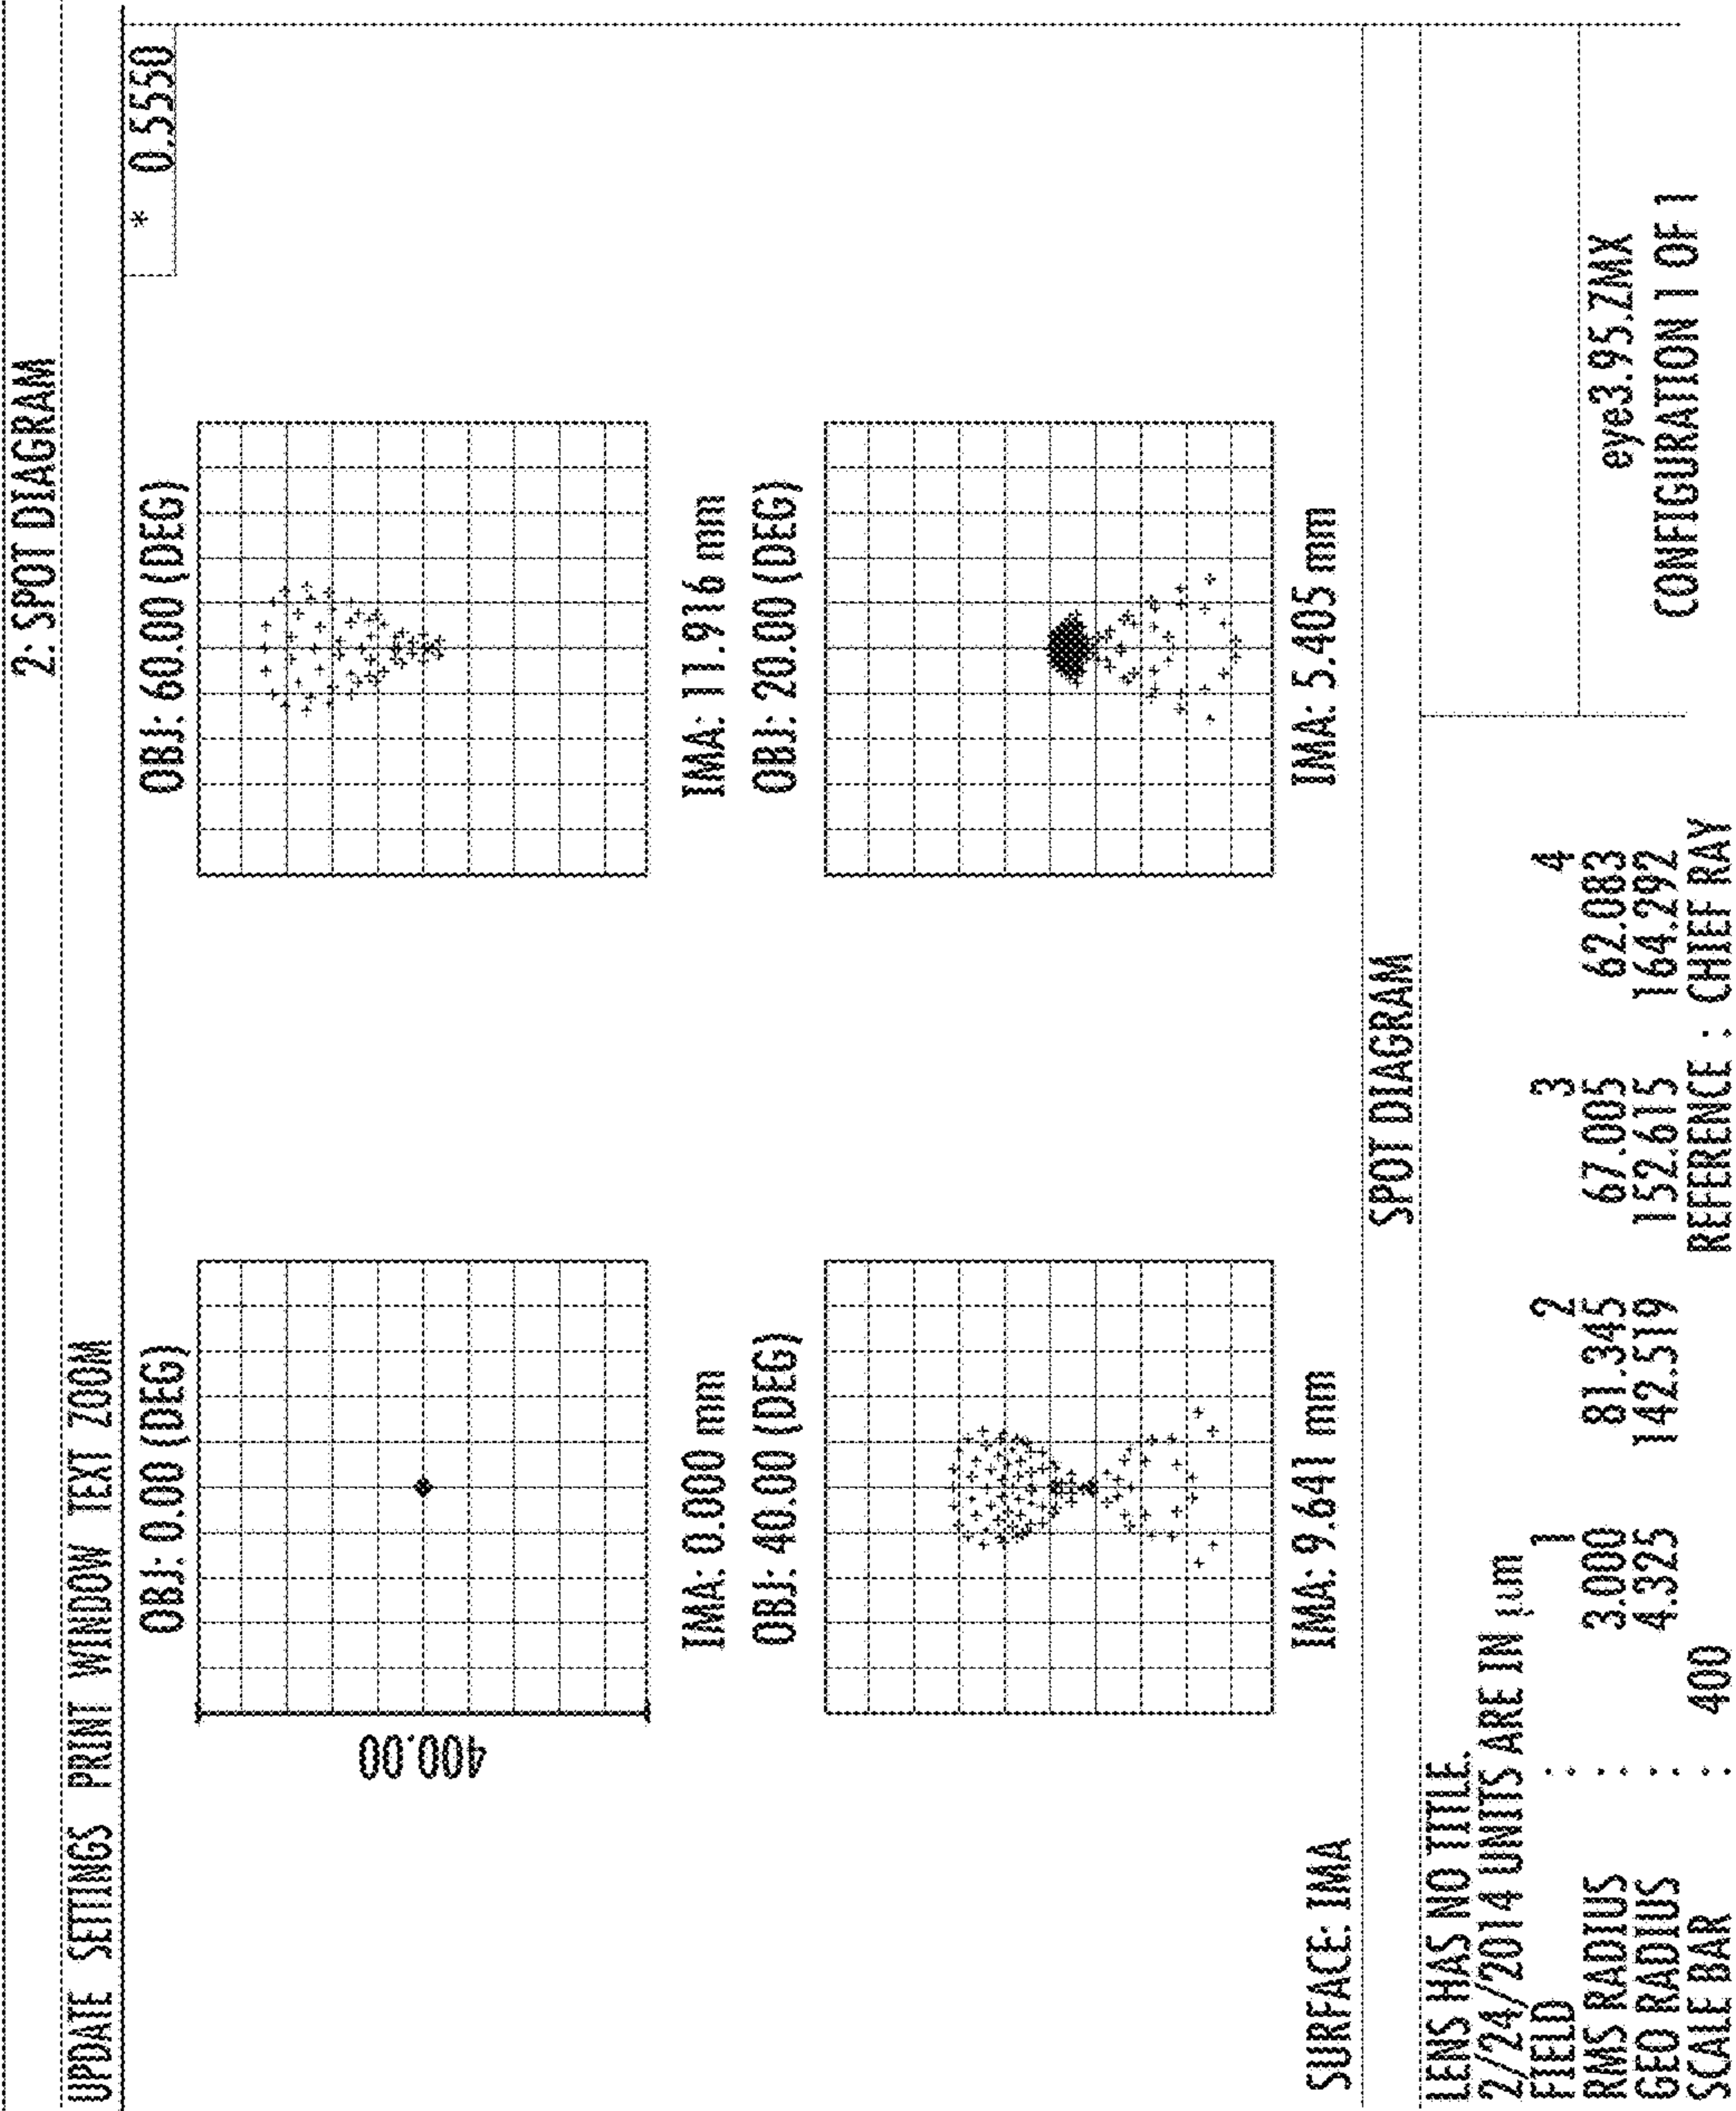 2: SPOT DIAGRAM
UPDATE SETTINGS PRINT WINDOW TEXT ZOOM
* 0.5550
OBJ: 0.00 (DEG)
OBJ: 60.00 (DEG)
400.00
IMA: 0.000 mm
IMA: 11.916 mm
OBJ: 40.00 (DEG)
OBJ: 20.00 (DEG)
IMA: 9.641 mm
IMA: 5.405 mm
SURFACE: IMA
SPOT DIAGRAM
LENS HAS NO TITLE.
2/24/2014 UNITS ARE IN µm
FIELD : 1 2 3 4
RMS RADIUS : 3.000 81.345 67.005 62.083
GEO RADIUS : 4.325 142.519 152.615 164.292
SCALE BAR : 400 REFERENCE : CHIEF RAY
eye3.95.ZMX
CONFIGURATION 1 OF 1